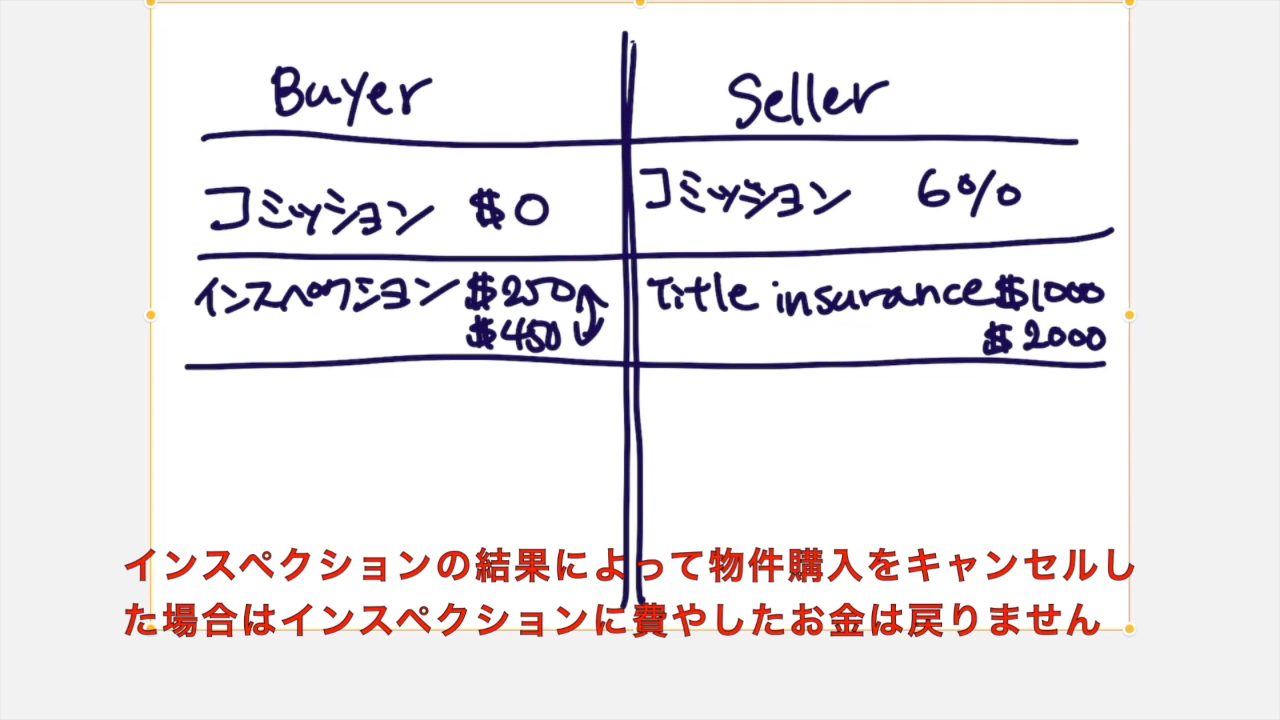 Buyer
Seller
コミッション $0
コミッション 6%
インスペクション $250
$450
Title insurance $1000
$2000
インスペクションの結果によって物件購入をキャンセルし
た場合はインスペクションに費やしたお金は戻りません